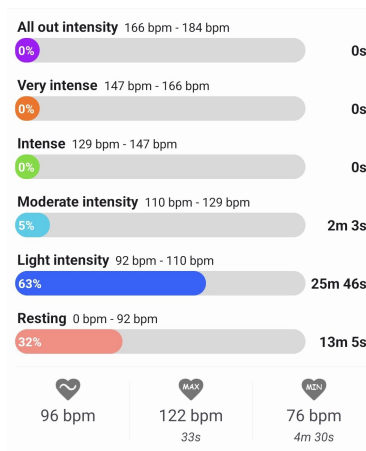 All out intensity 166 bpm - 184 bpm
0% 0s
Very intense 147 bpm - 166 bpm
0% 0s
Intense 129 bpm - 147 bpm
0% 0s
Moderate intensity 110 bpm - 129 bpm
5% 2m 3s
Light intensity 92 bpm - 110 bpm
63% 25m 46s
Resting 0 bpm - 92 bpm
32% 13m 5s
MAX MIN
96 bpm 122 bpm 76 bpm
33s 4m 30s